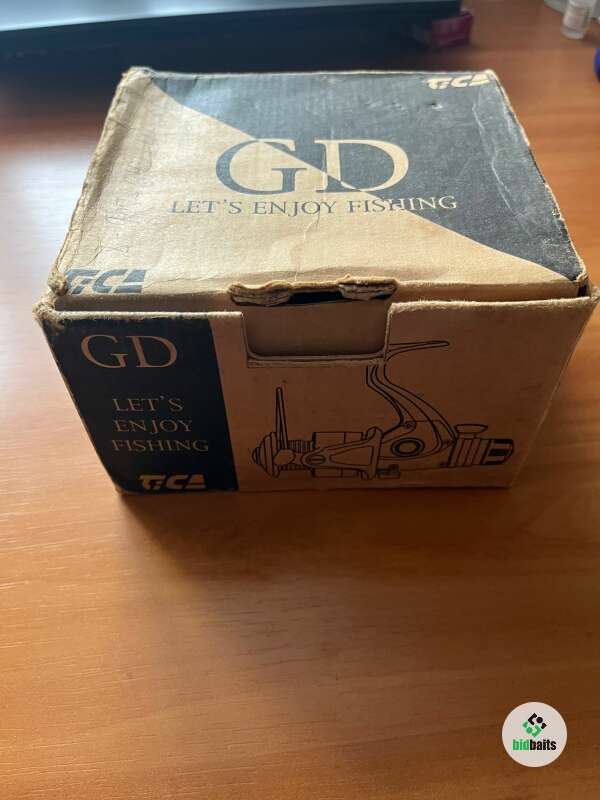 TiCA
GD
LET'S ENJOY FISHING
TiCA
GD
LET'S
ENJOY
FISHING
TiCA
bidbaits